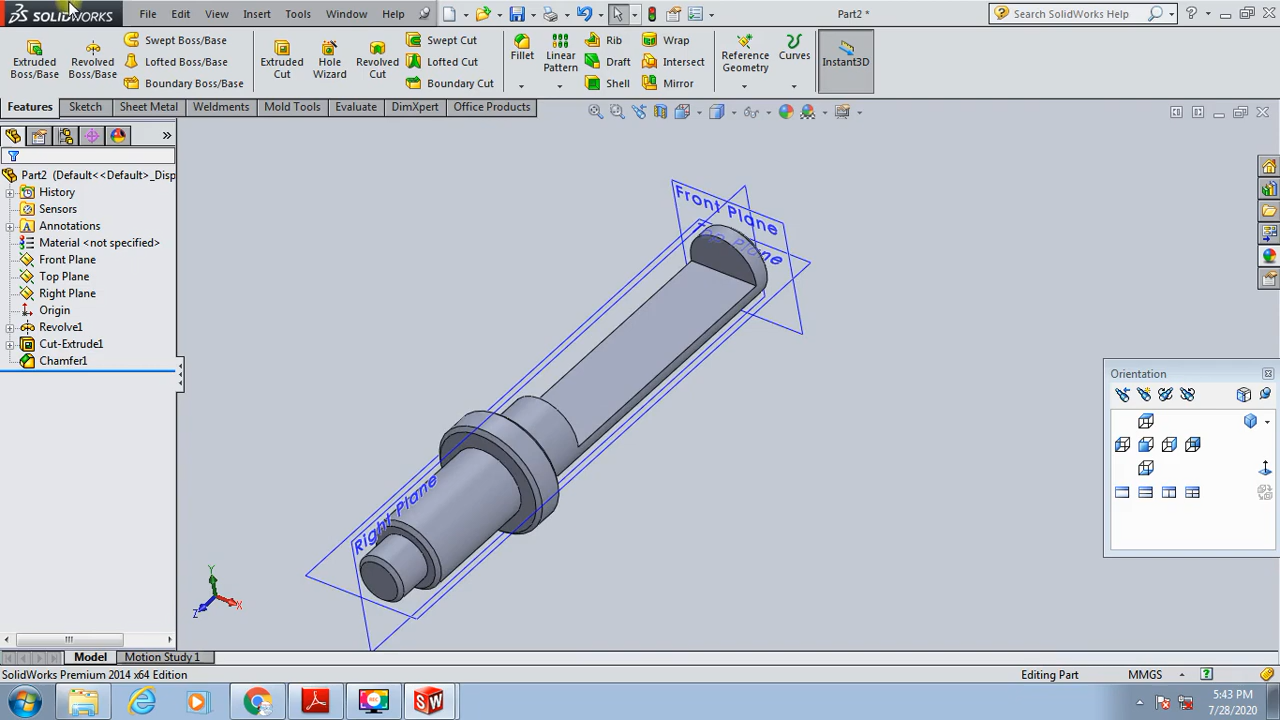 SOLIDWORKS File Edit View Insert Tools Window Help Part2 * Search SolidWorks Help
Extruded Boss/Base
Revolved Boss/Base
Swept Boss/Base
Lofted Boss/Base
Boundary Boss/Base
Extruded Cut
Hole Wizard
Revolved Cut
Swept Cut
Lofted Cut
Boundary Cut
Fillet
Linear Pattern
Rib
Draft
Shell
Wrap
Intersect
Mirror
Reference Geometry
Curves
Instant3D
Features Sketch Sheet Metal Weldments Mold Tools Evaluate DimXpert Office Products
Part2 (Default<<Default>_Disp
History
Sensors
Annotations
Material <not specified>
Front Plane
Top Plane
Right Plane
Origin
Revolve1
Cut-Extrude1
Chamfer1
Front Plane
Top Plane
Right Plane
Orientation
Y
X
Z
Model Motion Study 1
SolidWorks Premium 2014 x64 Edition Editing Part MMGS
5:43 PM
7/28/2020